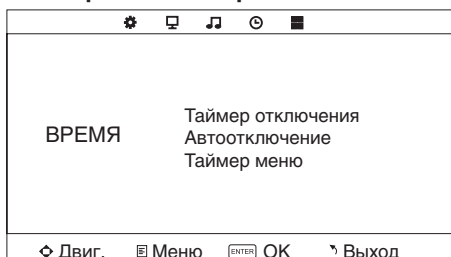 ВРЕМЯ
Таймер отключения
Автоотключение
Таймер меню
Двиг. Меню ENTER OK Выход